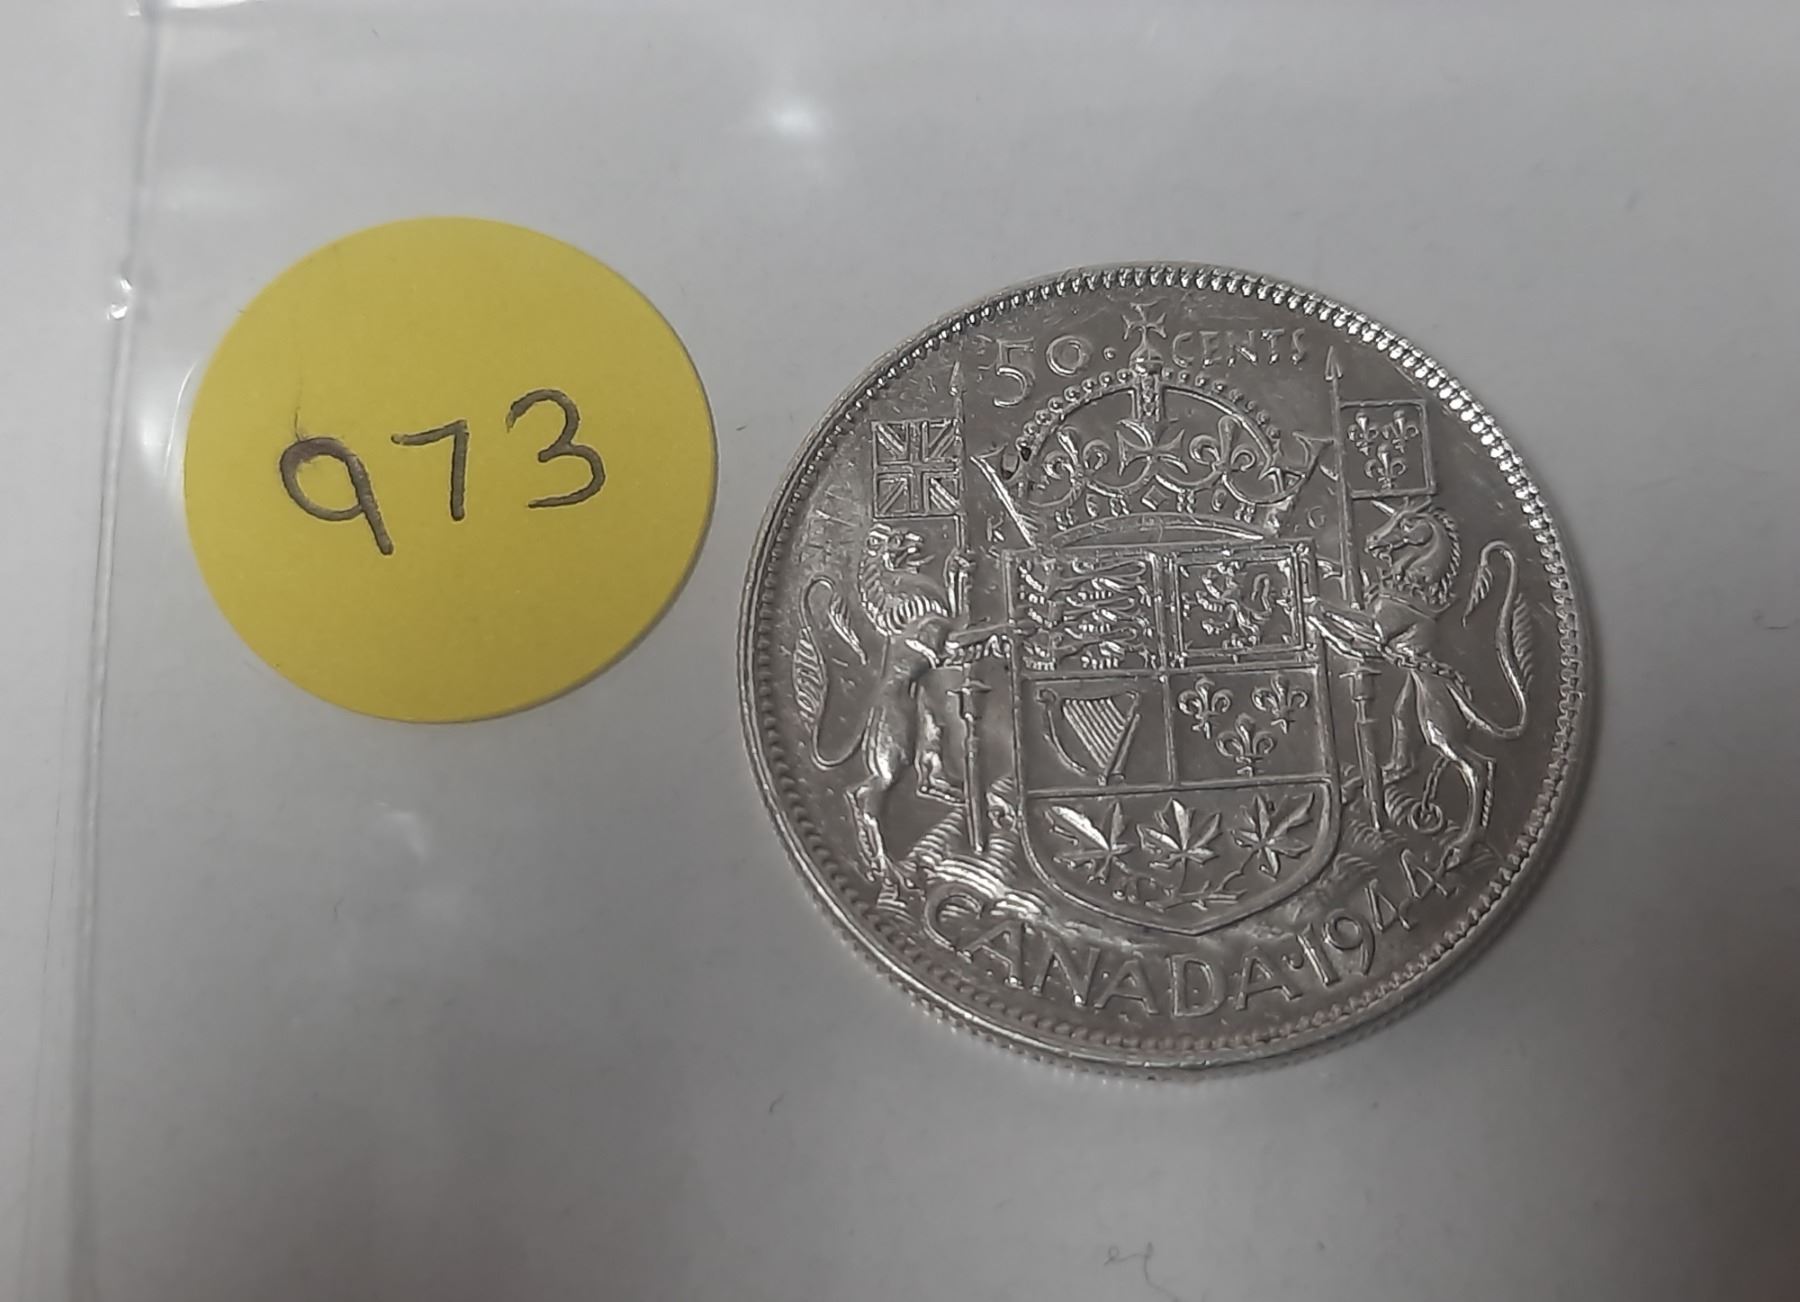 973
50 · CENTS
K G
CANADA · 1944